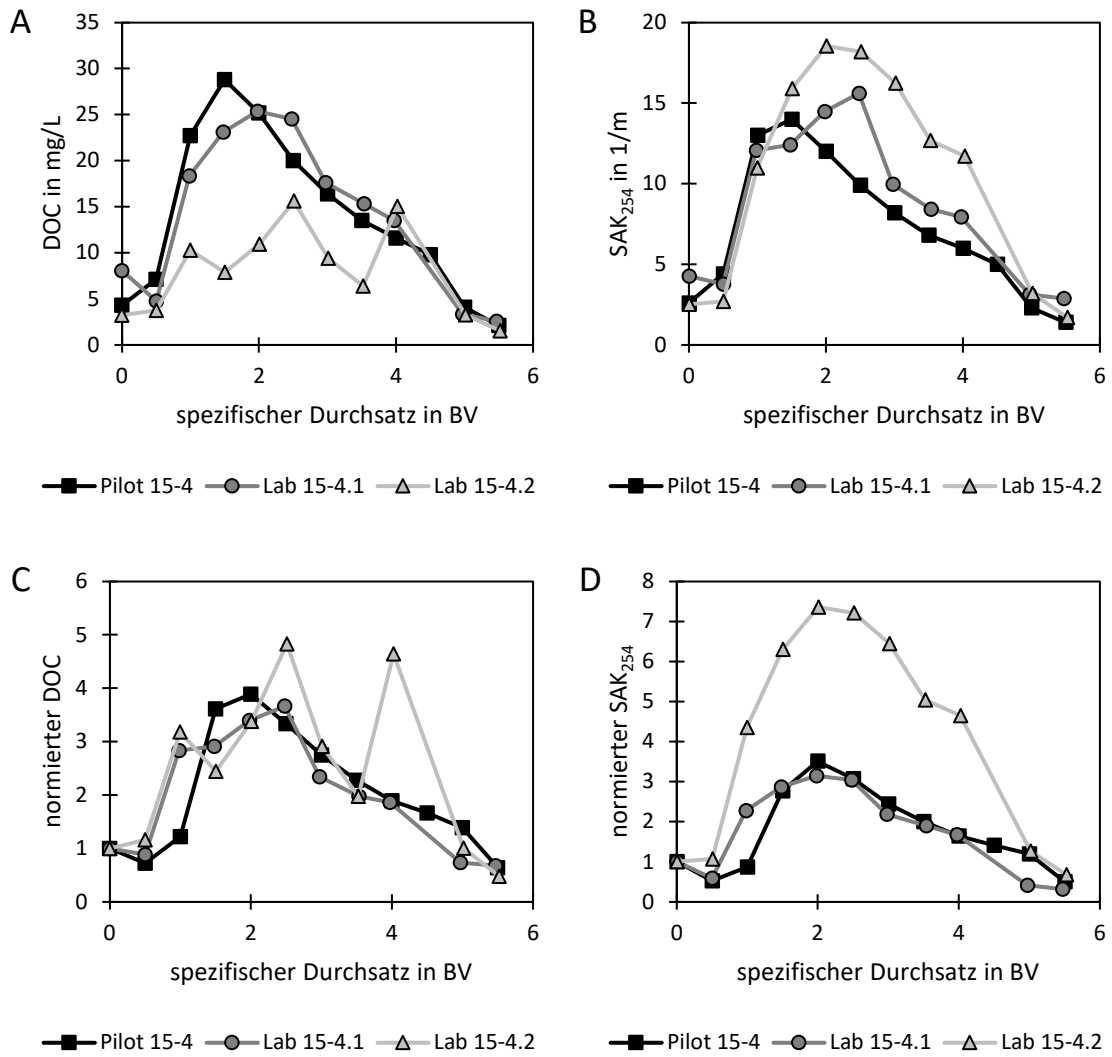 A
DOC in mg/L
35
30
25
20
15
10
5
0
0 2 4 6
spezifischer Durchsatz in BV
Pilot 15-4 Lab 15-4.1 Lab 15-4.2
B
SAK254 in 1/m
20
15
10
5
0
0 2 4 6
spezifischer Durchsatz in BV
Pilot 15-4 Lab 15-4.1 Lab 15-4.2
C
normierter DOC
6
5
4
3
2
1
0
0 2 4 6
spezifischer Durchsatz in BV
Pilot 15-4 Lab 15-4.1 Lab 15-4.2
D
normierter SAK254
8
7
6
5
4
3
2
1
0
0 2 4 6
spezifischer Durchsatz in BV
Pilot 15-4 Lab 15-4.1 Lab 15-4.2